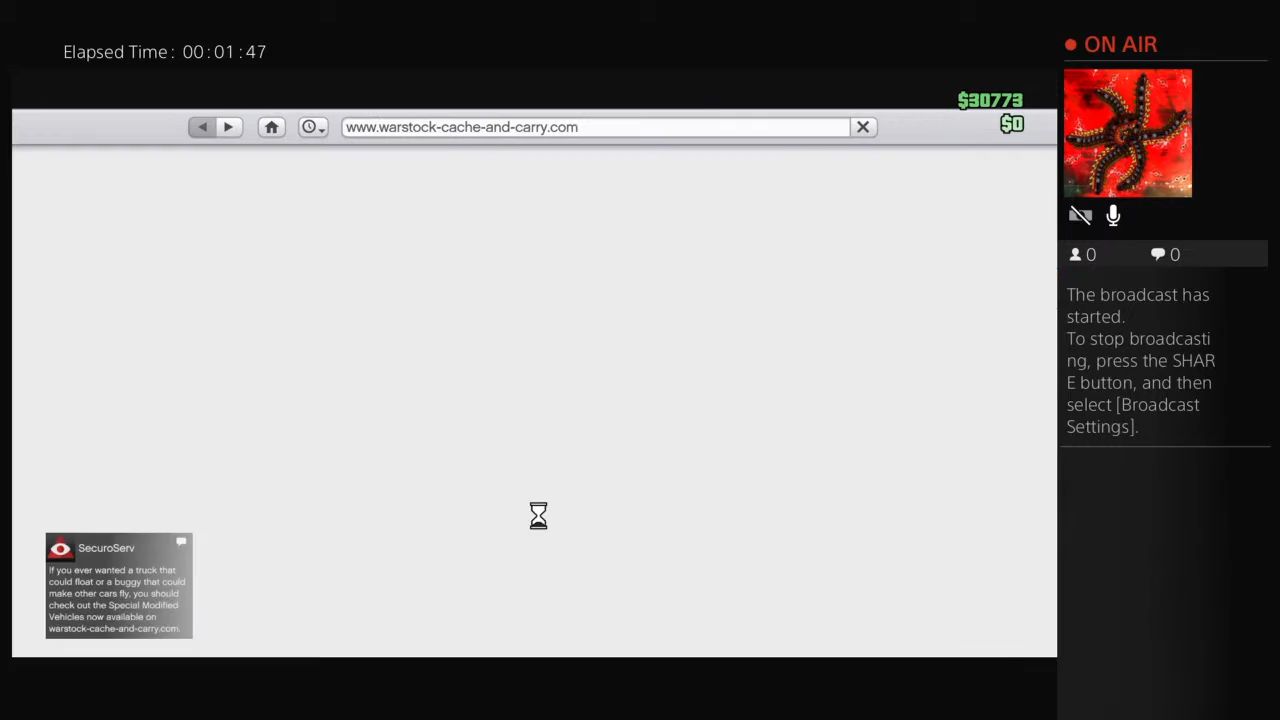 Elapsed Time: 00:01:47
ON AIR
$30773
$0
www.warstock-cache-and-carry.com
0 0
The broadcast has
started.
To stop broadcasti
ng, press the SHAR
E button, and then
select [Broadcast
Settings].
SecuroServ
If you ever wanted a truck that
could float or a buggy that could
make other cars fly, you should
check out the Special Modified
Vehicles now available on
warstock-cache-and-carry.com.